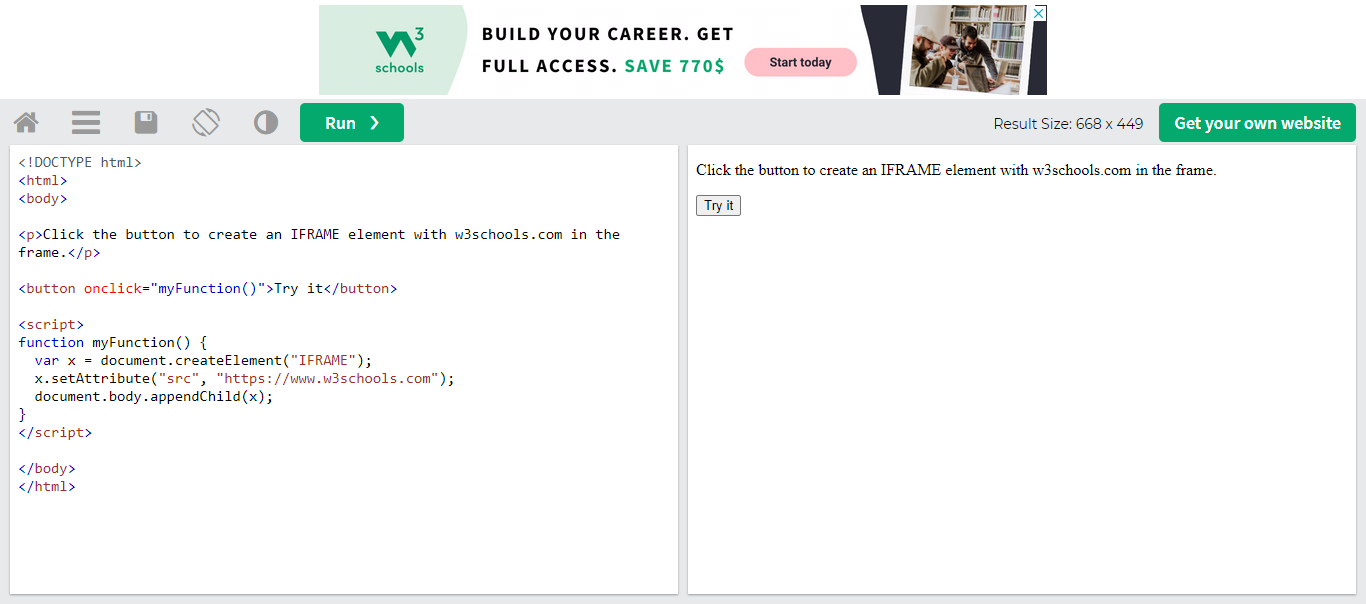 W3
schools
BUILD YOUR CAREER. GET
FULL ACCESS. SAVE 770$
Start today
Run ❯
Result Size: 668 x 449
Get your own website
<!DOCTYPE html>
<html>
<body>
<p>Click the button to create an IFRAME element with w3schools.com in the
frame.</p>
<button onclick="myFunction()">Try it</button>
<script>
function myFunction() {
  var x = document.createElement("IFRAME");
  x.setAttribute("src", "https://www.w3schools.com");
  document.body.appendChild(x);
}
</script>
</body>
</html>
Click the button to create an IFRAME element with w3schools.com in the frame.
Try it